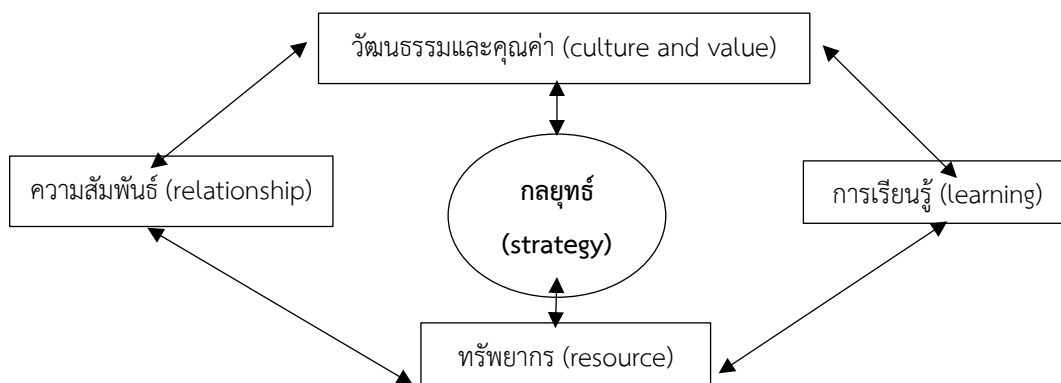 วัฒนธรรมและคุณค่า (culture and value)
ความสัมพันธ์ (relationship)
กลยุทธ์
(strategy)
การเรียนรู้ (learning)
ทรัพยากร (resource)